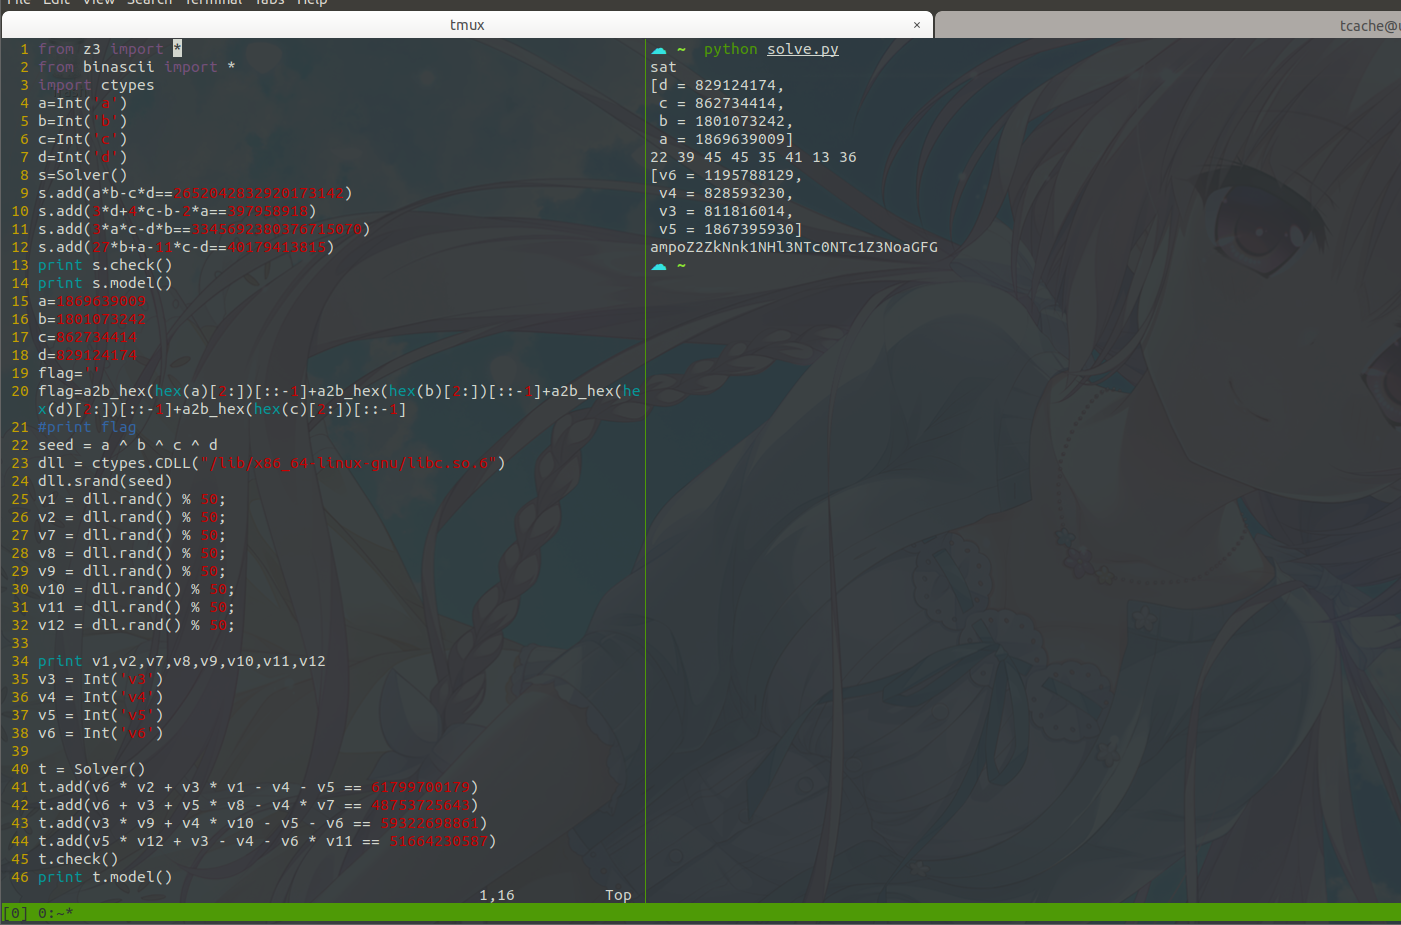 File Edit View Search Terminal Tabs Help
tmux ×
tcache@u
1 from z3 import *
2 from binascii import *
3 import ctypes
4 a=Int('a')
5 b=Int('b')
6 c=Int('c')
7 d=Int('d')
8 s=Solver()
9 s.add(a*b-c*d==2652042832920173142)
10 s.add(3*d+4*c-b-2*a==397958918)
11 s.add(3*a*c-d*b==3345692380376715070)
12 s.add(27*b+a-11*c-d==40179413815)
13 print s.check()
14 print s.model()
15 a=1869639009
16 b=1801073242
17 c=862734414
18 d=829124174
19 flag=''
20 flag=a2b_hex(hex(a)[2:])[::-1]+a2b_hex(hex(b)[2:])[::-1]+a2b_hex(he
x(d)[2:])[::-1]+a2b_hex(hex(c)[2:])[::-1]
21 #print flag
22 seed = a ^ b ^ c ^ d
23 dll = ctypes.CDLL("/lib/x86_64-linux-gnu/libc.so.6")
24 dll.srand(seed)
25 v1 = dll.rand() % 50;
26 v2 = dll.rand() % 50;
27 v7 = dll.rand() % 50;
28 v8 = dll.rand() % 50;
29 v9 = dll.rand() % 50;
30 v10 = dll.rand() % 50;
31 v11 = dll.rand() % 50;
32 v12 = dll.rand() % 50;
33
34 print v1,v2,v7,v8,v9,v10,v11,v12
35 v3 = Int('v3')
36 v4 = Int('v4')
37 v5 = Int('v5')
38 v6 = Int('v6')
39
40 t = Solver()
41 t.add(v6 * v2 + v3 * v1 - v4 - v5 == 61799700179)
42 t.add(v6 + v3 + v5 * v8 - v4 * v7 == 48753725643)
43 t.add(v3 * v9 + v4 * v10 - v5 - v6 == 59322698861)
44 t.add(v5 * v12 + v3 - v4 - v6 * v11 == 51664230587)
45 t.check()
46 print t.model()
1,16 Top
☁ ~ python solve.py
sat
[d = 829124174,
c = 862734414,
b = 1801073242,
a = 1869639009]
22 39 45 45 35 41 13 36
[v6 = 1195788129,
v4 = 828593230,
v3 = 811816014,
v5 = 1867395930]
ampoZ2ZkNnk1NHl3NTc0NTc1Z3NoaGFG
☁ ~
[0] 0:~*